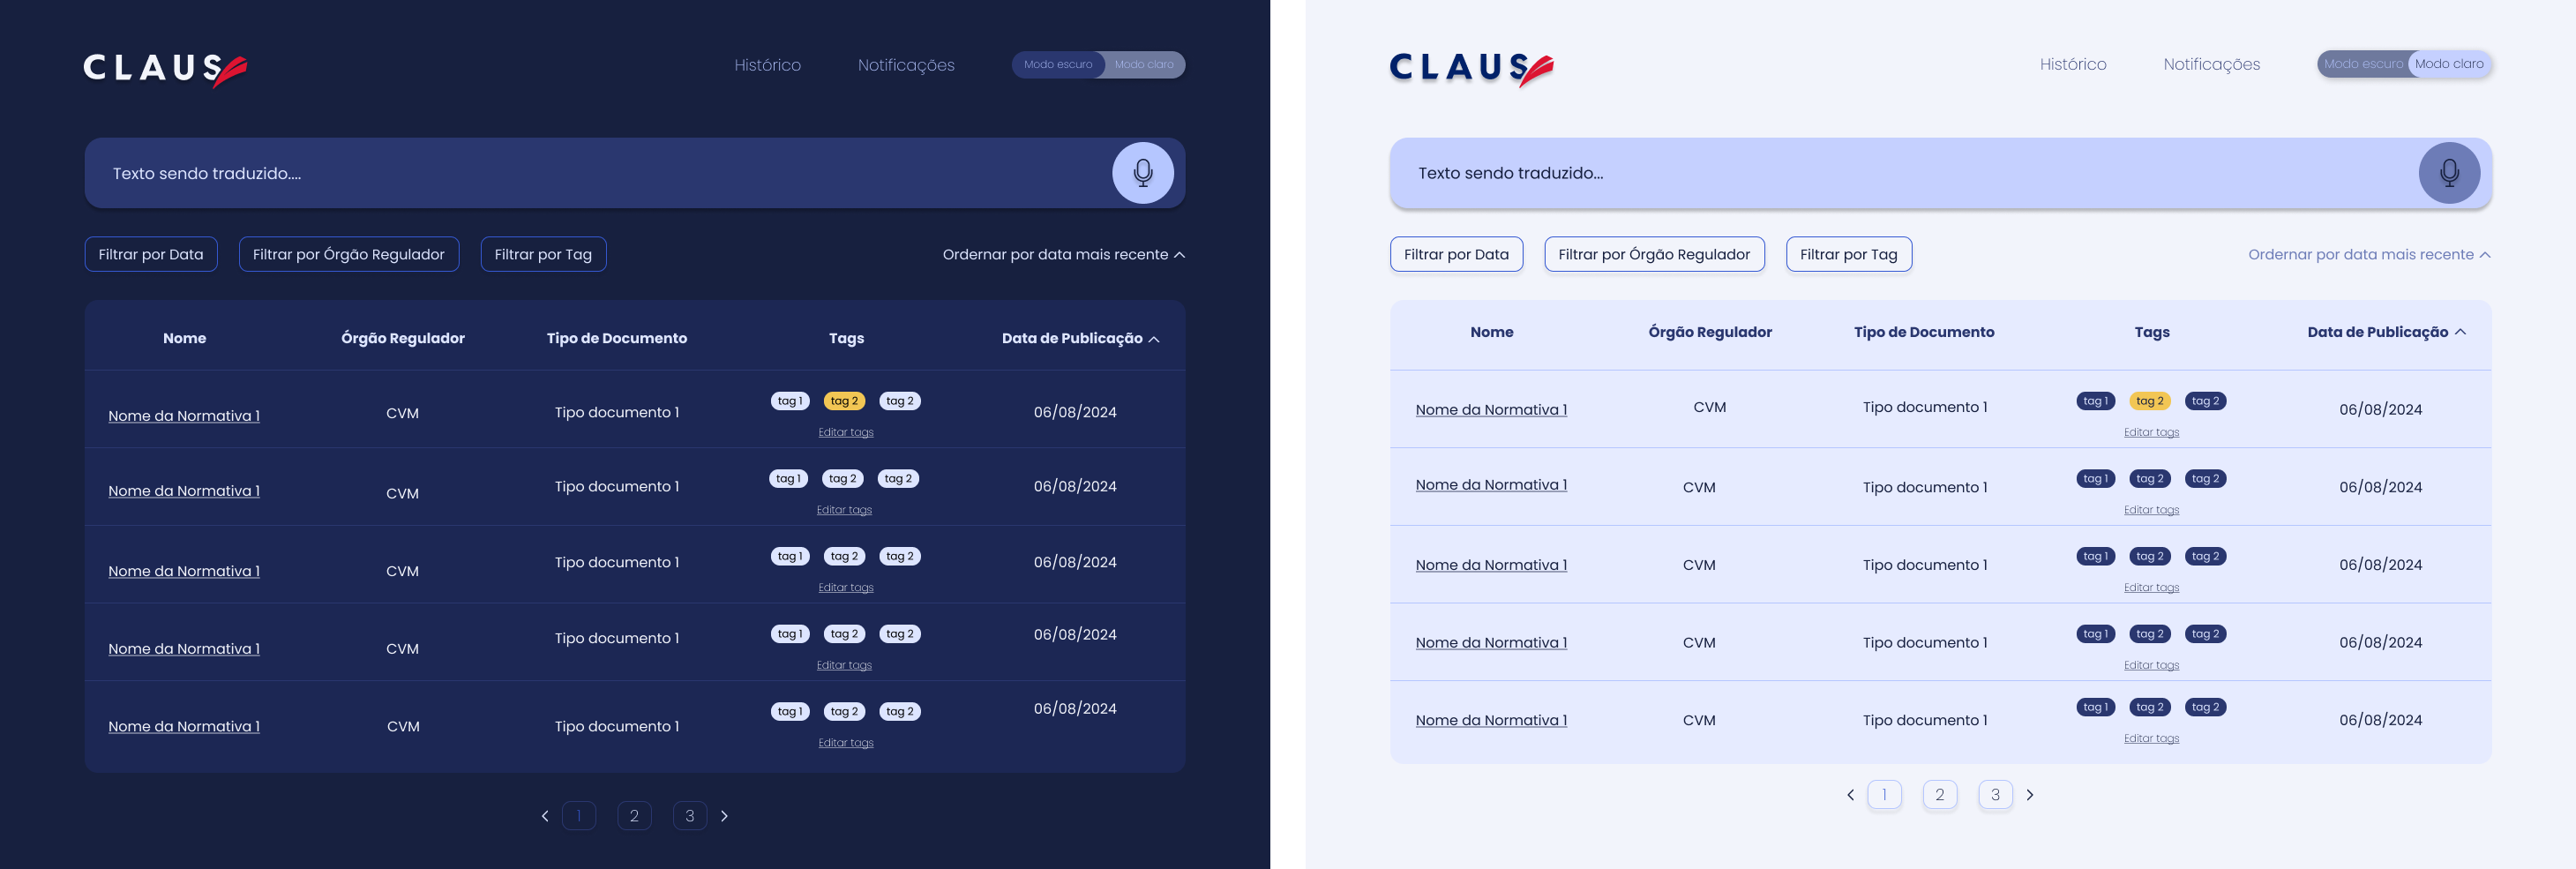 CLAUS
Histórico Notificações Modo escuro Modo claro
Texto sendo traduzido....
Filtrar por Data Filtrar por Órgão Regulador Filtrar por Tag Ordernar por data mais recente
Nome Órgão Regulador Tipo de Documento Tags Data de Publicação
Nome da Normativa 1 CVM Tipo documento 1 tag 1 tag 2 tag 2 06/08/2024
Editar tags
Nome da Normativa 1 CVM Tipo documento 1 tag 1 tag 2 tag 2 06/08/2024
Editar tags
Nome da Normativa 1 CVM Tipo documento 1 tag 1 tag 2 tag 2 06/08/2024
Editar tags
Nome da Normativa 1 CVM Tipo documento 1 tag 1 tag 2 tag 2 06/08/2024
Editar tags
Nome da Normativa 1 CVM Tipo documento 1 tag 1 tag 2 tag 2 06/08/2024
Editar tags
1 2 3
CLAUS
Histórico Notificações Modo escuro Modo claro
Texto sendo traduzido...
Filtrar por Data Filtrar por Órgão Regulador Filtrar por Tag Ordernar por data mais recente
Nome Órgão Regulador Tipo de Documento Tags Data de Publicação
Nome da Normativa 1 CVM Tipo documento 1 tag 1 tag 2 tag 2 06/08/2024
Editar tags
Nome da Normativa 1 CVM Tipo documento 1 tag 1 tag 2 tag 2 06/08/2024
Editar tags
Nome da Normativa 1 CVM Tipo documento 1 tag 1 tag 2 tag 2 06/08/2024
Editar tags
Nome da Normativa 1 CVM Tipo documento 1 tag 1 tag 2 tag 2 06/08/2024
Editar tags
Nome da Normativa 1 CVM Tipo documento 1 tag 1 tag 2 tag 2 06/08/2024
Editar tags
1 2 3